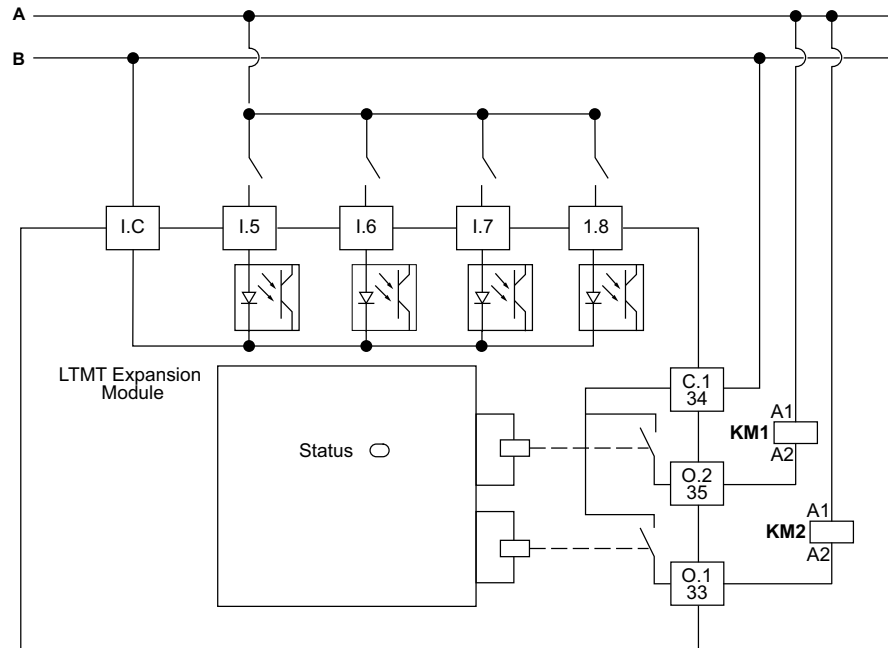 A
B
I.C
I.5
I.6
I.7
1.8
LTMT Expansion
Module
Status
C.1
34
A1
KM1
A2
O.2
35
A1
KM2
A2
O.1
33